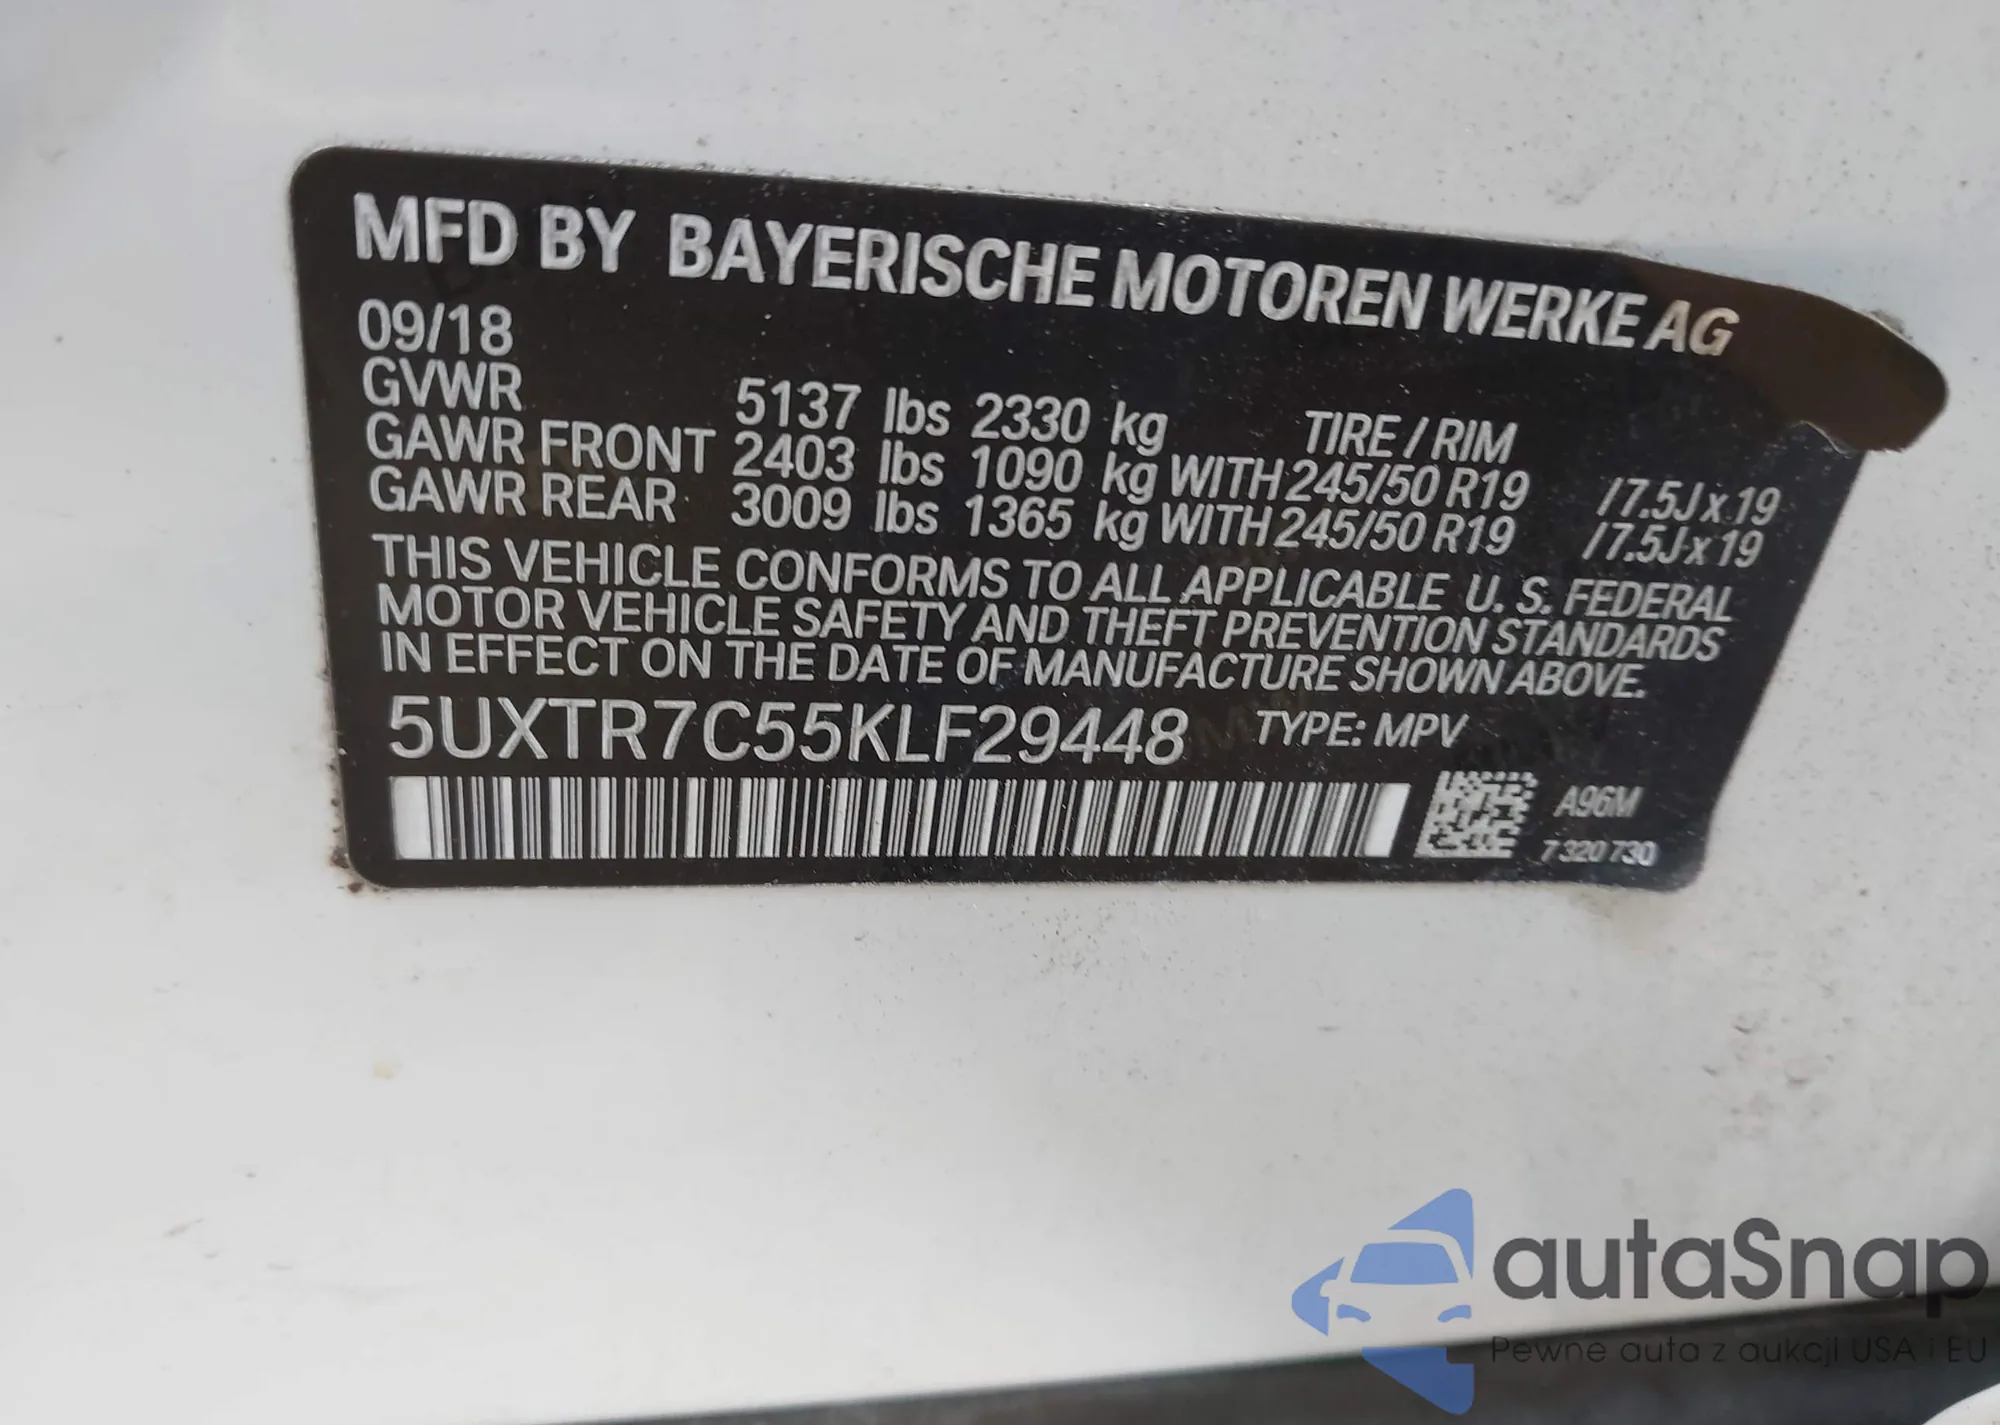 MFD BY BAYERISCHE MOTOREN WERKE AG
09/18
GVWR 5137 lbs 2330 kg TIRE / RIM
GAWR FRONT 2403 lbs 1090 kg WITH 245/50 R19 /7.5J x 19
GAWR REAR 3009 lbs 1365 kg WITH 245/50 R19 /7.5J x 19
THIS VEHICLE CONFORMS TO ALL APPLICABLE U. S. FEDERAL
MOTOR VEHICLE SAFETY AND THEFT PREVENTION STANDARDS
IN EFFECT ON THE DATE OF MANUFACTURE SHOWN ABOVE.
5UXTR7C55KLF29448 TYPE: MPV
A96M
7 320 730
autaSnap
Pewne auta z aukcji USA i EU